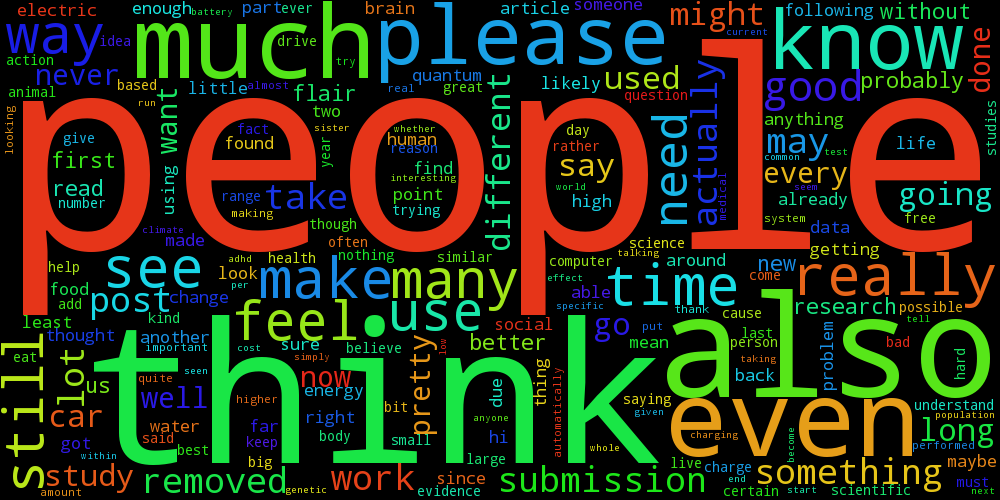 electric
enough
battery
part
ever
brain
article
someone
might
following
without
way
idea
much
drive
please
know
done
action
try
never
based
little
almost
flair
quantum
real
great
likely
used
question
current
good
probably
animal
run
want
two
people
looking
give
fact
found
sister
year
whether
human
reason
day
rather
say
need
actually
anything
may
test
common
life
studies
first
read
number
using
range
take
making
find
interesting
point
trying
different
world
high
medical
every
seem
already
going
free
climate
made
though
often
nothing
adhd
health
similar
science
talking
computer
system
data
getting
see
look
per
help
food
add
post
change
make
many
effect
specific
able
time
around
new
come
really
kind
least
thought
another
important
feel
use
social
go
put
mean
thank
cause
research
possible
tell
still
eat
lot
us
quite
seen
cost
sure
simply
believe
pretty
low
better
thing
due
think
also
last
person
taking
back
problem
bad
hard
car
got
said
water
well
higher
now
energy
right
bit
far
keep
body
small
hi
anyone
automatically
saying
given
even
charging
understand
population
long
performed
within
best
big
large
whole
live
charge
become
something
maybe
study
amount
removed
genetic
work
since
evidence
submission
certain
end
start
scientific
must
next